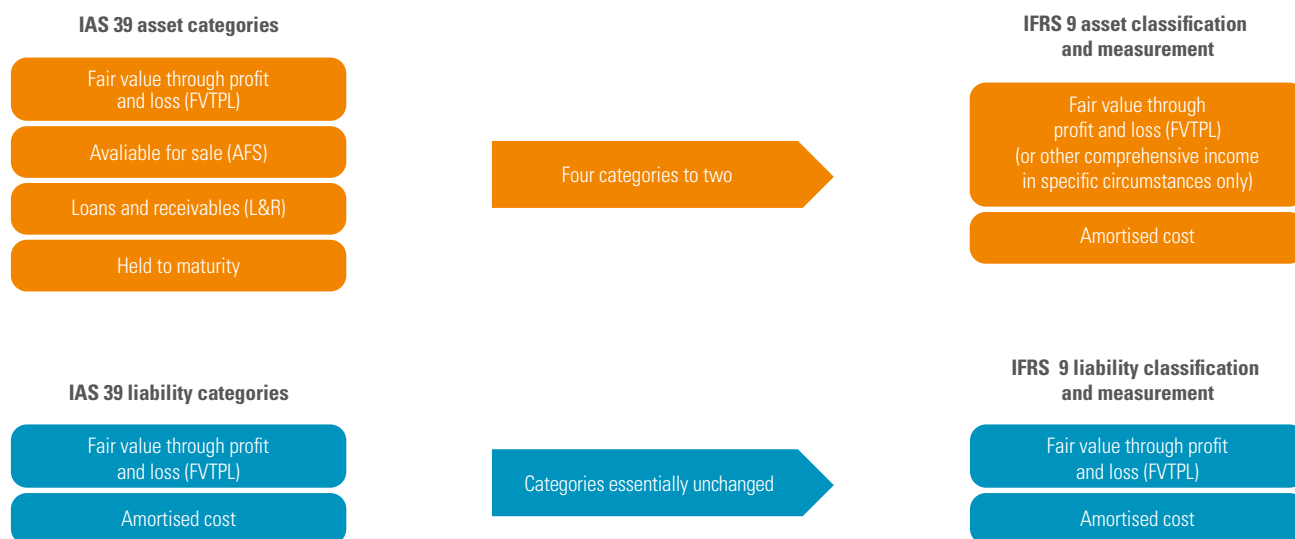 IAS 39 asset categories
Fair value through profit
and loss (FVTPL)
Avaliable for sale (AFS)
Loans and receivables (L&R)
Held to maturity
Four categories to two
IFRS 9 asset classification
and measurement
Fair value through
profit and loss (FVTPL)
(or other comprehensive income
in specific circumstances only)
Amortised cost
IAS 39 liability categories
Fair value through profit
and loss (FVTPL)
Amortised cost
Categories essentially unchanged
IFRS 9 liability classification
and measurement
Fair value through profit
and loss (FVTPL)
Amortised cost